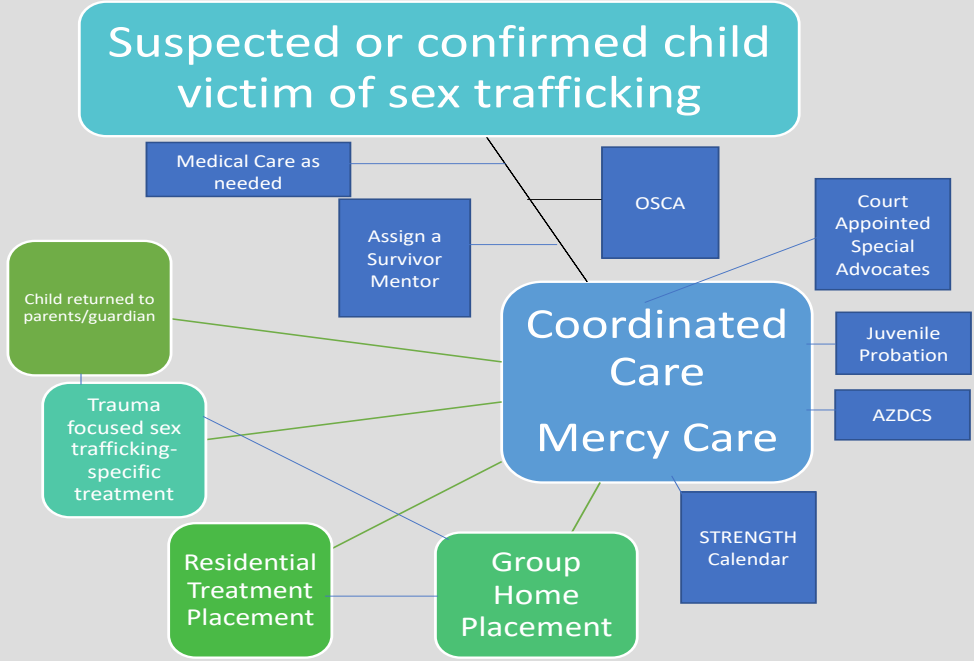 Suspected or confirmed child
victim of sex trafficking
Medical Care as
needed
OSCA
Court
Appointed
Special
Advocates
Assign a
Survivor
Mentor
Child returned to
parents/guardian
Coordinated
Care
Mercy Care
Juvenile
Probation
AZDCS
Trauma
focused sex
trafficking-
specific
treatment
STRENGTH
Calendar
Residential
Treatment
Placement
Group
Home
Placement